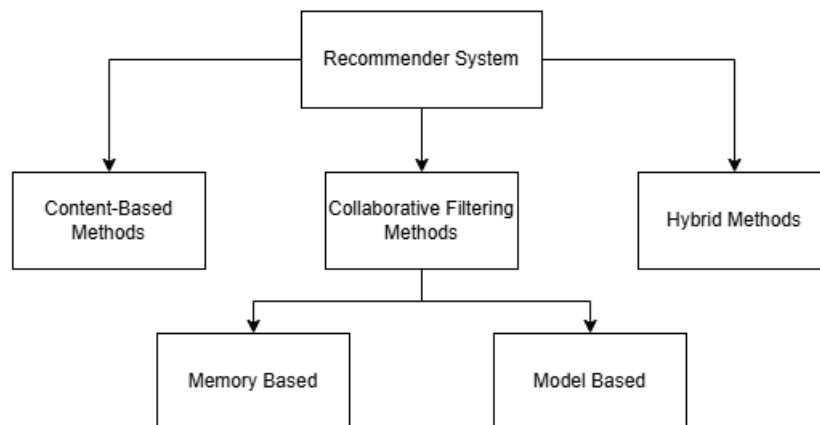 Recommender System
Content-Based
Methods
Collaborative Filtering
Methods
Hybrid Methods
Memory Based
Model Based